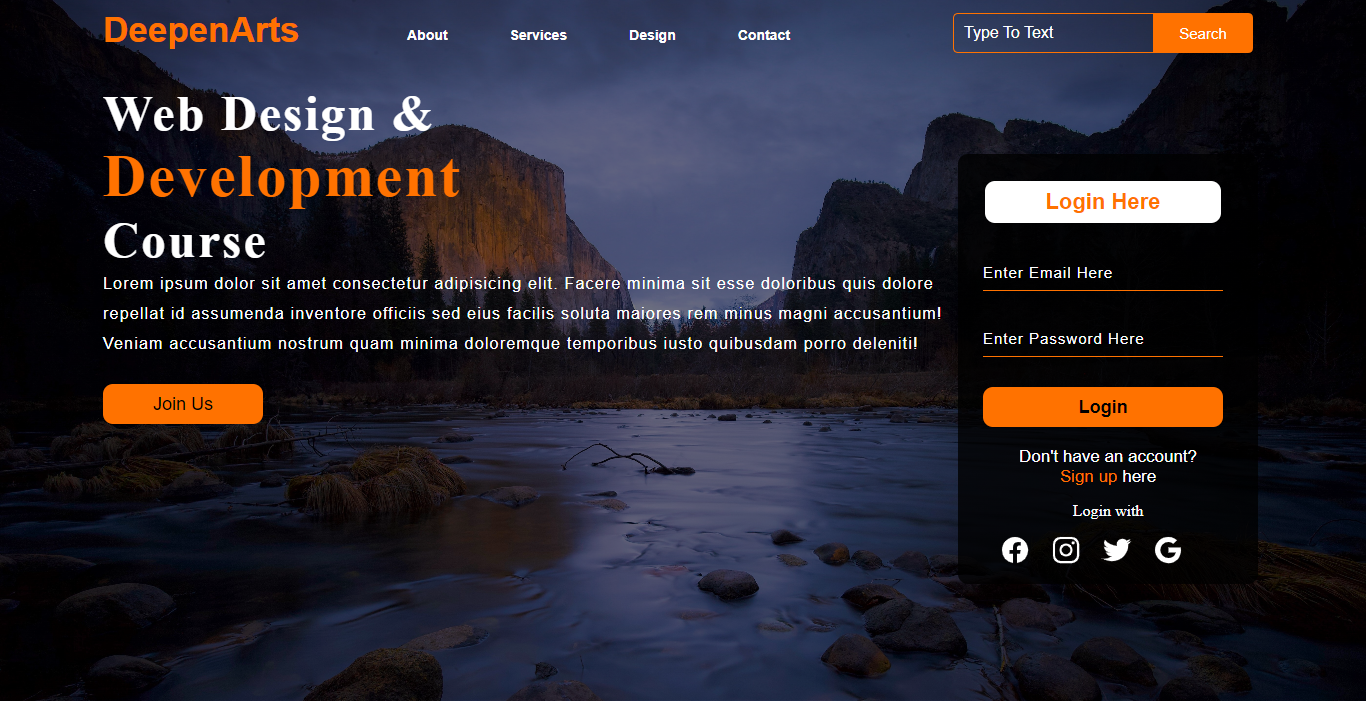 DeepenArts
About
Services
Design
Contact
Type To Text
Search
Web Design &
Development
Course
Lorem ipsum dolor sit amet consectetur adipisicing elit. Facere minima sit esse doloribus quis dolore
repellat id assumenda inventore officiis sed eius facilis soluta maiores rem minus magni accusantium!
Veniam accusantium nostrum quam minima doloremque temporibus iusto quibusdam porro deleniti!
Join Us
Login Here
Enter Email Here
Enter Password Here
Login
Don't have an account?
Sign up here
Login with